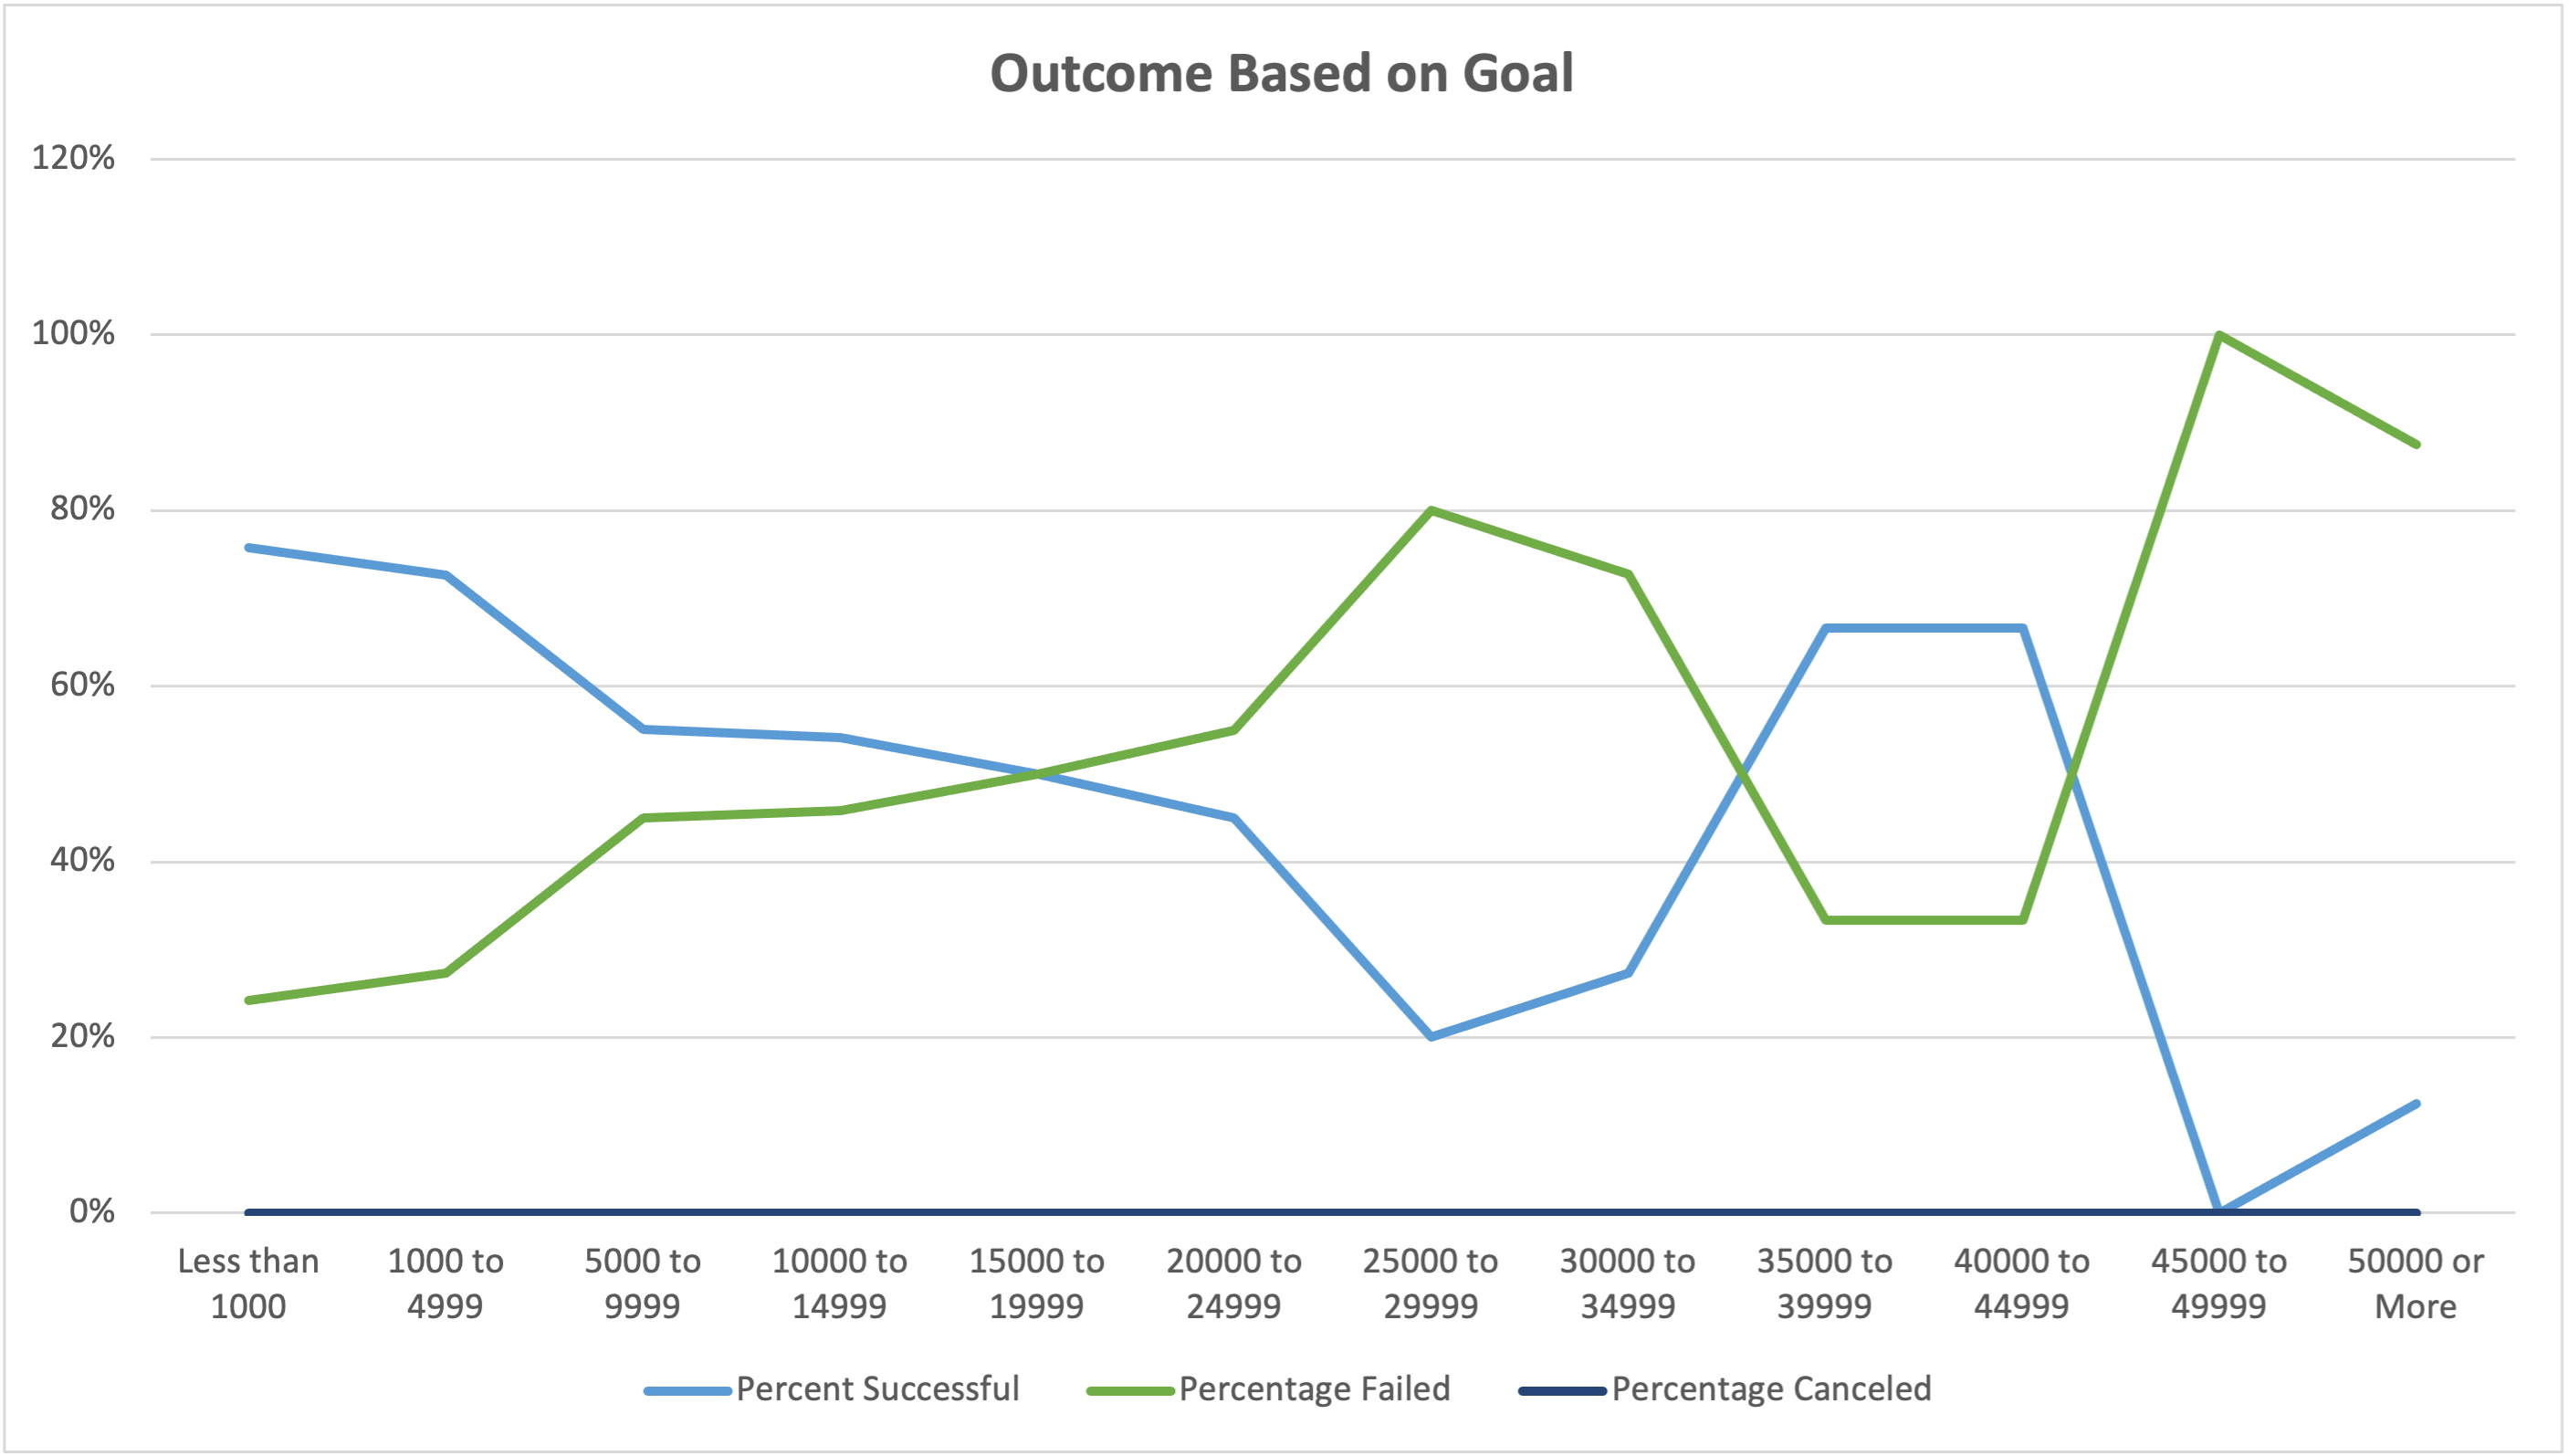 Outcome Based on Goal
120%
100%
80%
60%
40%
20%
0%
Less than 1000 to 5000 to 10000 to 15000 to 20000 to 25000 to 30000 to 35000 to 40000 to 45000 to 50000 or
1000 4999 9999 14999 19999 24999 29999 34999 39999 44999 49999 More
Percent Successful Percentage Failed Percentage Canceled